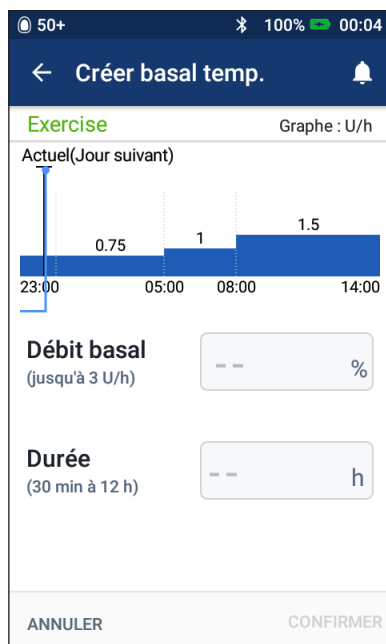 50+ 100% 00:04
Créer basal temp.
Exercise Graphe : U/h
Actuel(Jour suivant)
0.75 1 1.5
23:00 05:00 08:00 14:00
Débit basal
-- %
(jusqu'à 3 U/h)
Durée
-- h
(30 min à 12 h)
ANNULER CONFIRMER